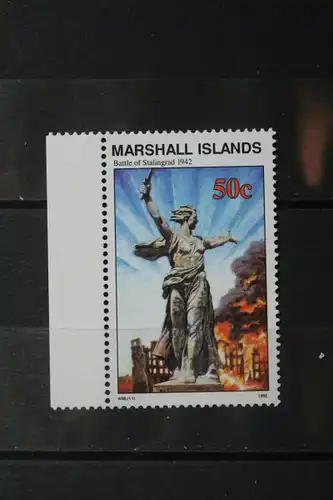 MARSHALL ISLANDS
Battle of Stalingrad 1942
50c
1992